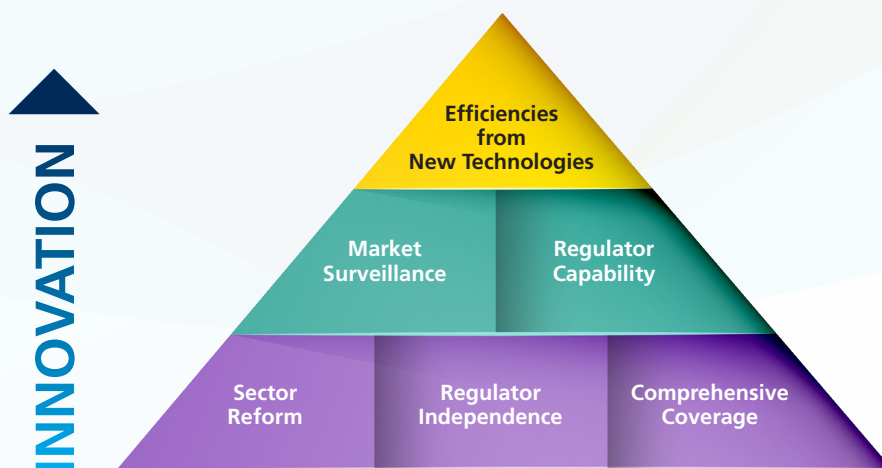 INNOVATION
Efficiencies
from
New Technologies
Market
Surveillance
Regulator
Capability
Sector
Reform
Regulator
Independence
Comprehensive
Coverage